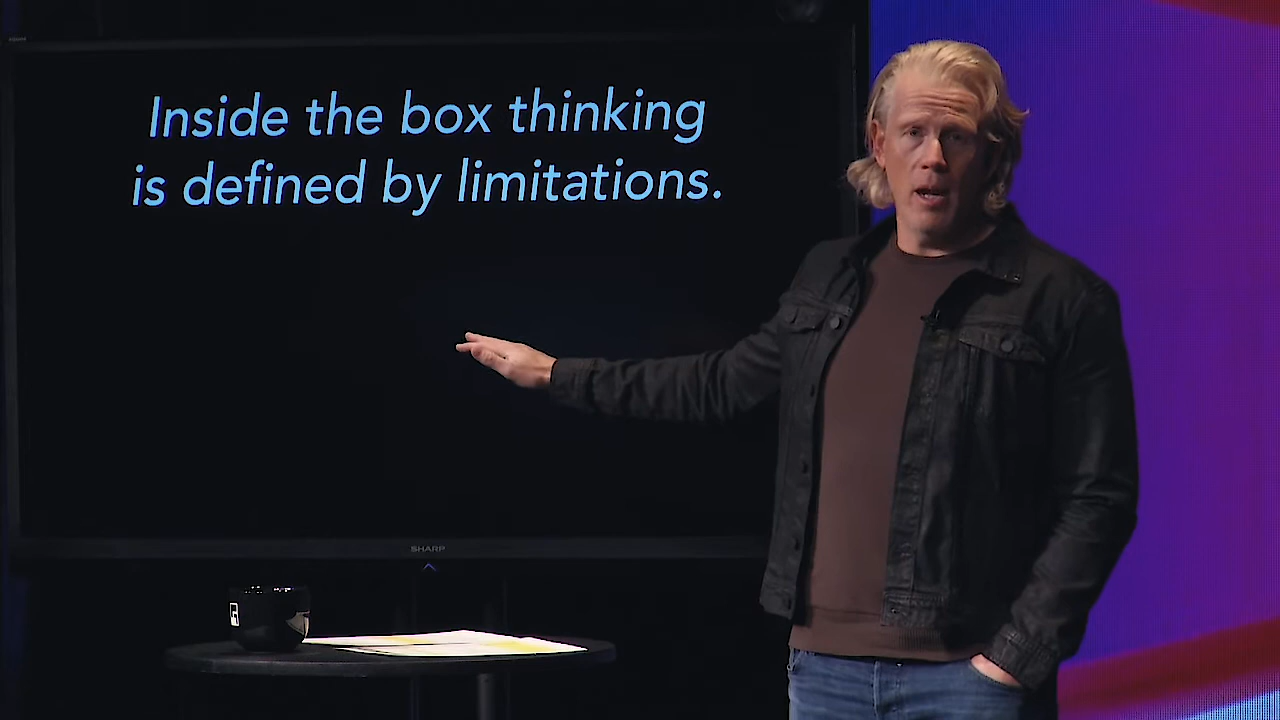 Inside the box thinking
is defined by limitations.
SHARP